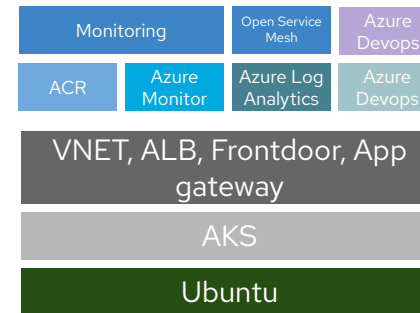 Monitoring
Open Service
Mesh
Azure
Devops
ACR
Azure
Monitor
Azure Log
Analytics
Azure
Devops
VNET, ALB, Frontdoor, App
gateway
AKS
Ubuntu